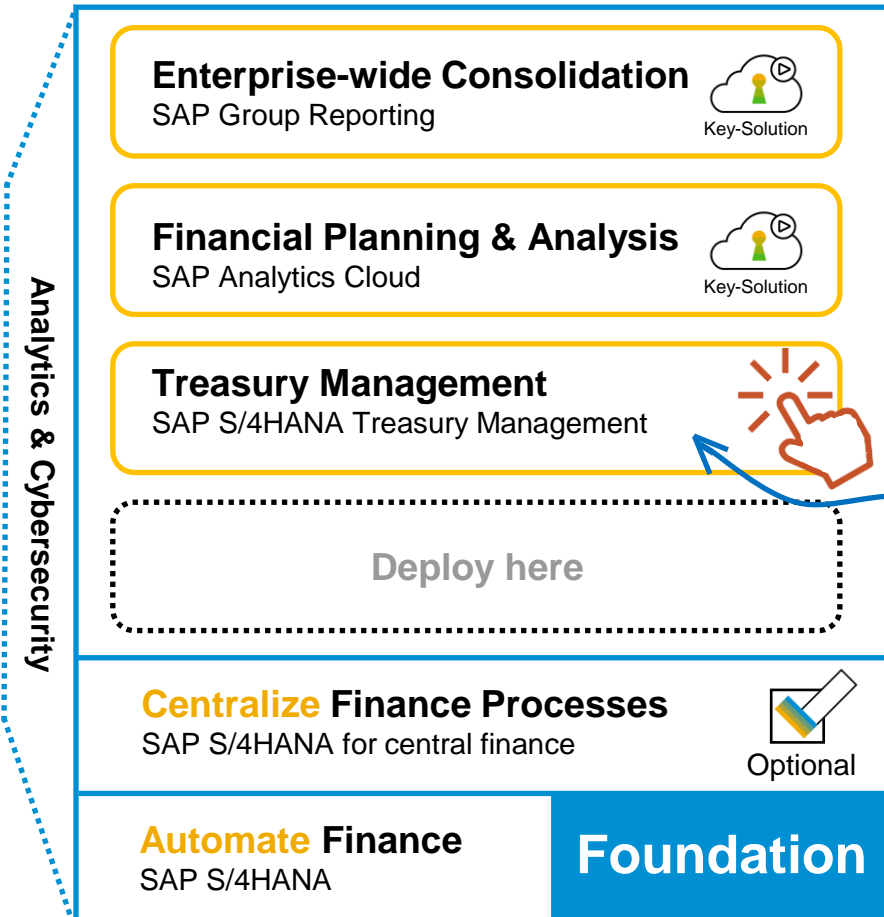 Enterprise-wide Consolidation
SAP Group Reporting
Key-Solution
Financial Planning & Analysis
SAP Analytics Cloud
Key-Solution
Treasury Management
SAP S/4HANA Treasury Management
Deploy here
Analytics & Cybersecurity
Centralize Finance Processes
SAP S/4HANA for central finance
Optional
Automate Finance
SAP S/4HANA
Foundation